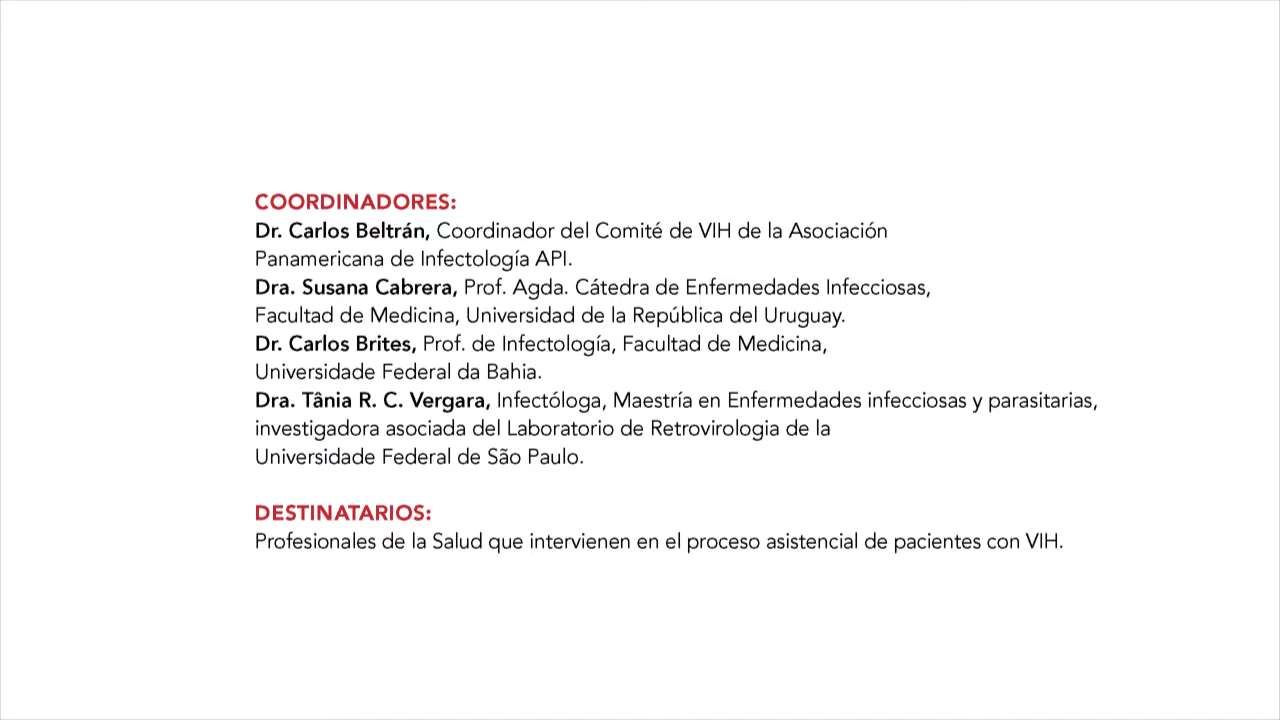 COORDINADORES:
Dr. Carlos Beltrán, Coordinador del Comité de VIH de la Asociación
Panamericana de Infectología API.
Dra. Susana Cabrera, Prof. Agda. Cátedra de Enfermedades Infecciosas,
Facultad de Medicina, Universidad de la República del Uruguay.
Dr. Carlos Brites, Prof. de Infectología, Facultad de Medicina,
Universidade Federal da Bahia.
Dra. Tânia R. C. Vergara, Infectóloga, Maestría en Enfermedades infecciosas y parasitarias,
investigadora asociada del Laboratorio de Retrovirologia de la
Universidade Federal de São Paulo.
DESTINATARIOS:
Profesionales de la Salud que intervienen en el proceso asistencial de pacientes con VIH.